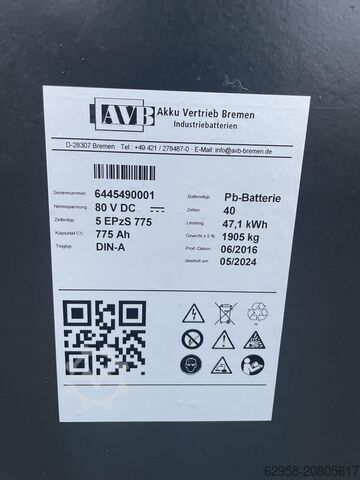 AVB Akku Vertrieb Bremen
Industriebatterien
D-28307 Bremen · Tel.: +49 421 / 278487-0 · E-Mail: info@avb-bremen.de
Seriennummer: 6445490001
Nennspannung: 80 V DC
Zellentyp: 5 EPzS 775
Kapazität C5: 775 Ah
Trogtyp: DIN-A
Batterietyp: Pb-Batterie
Zellen: 40
Leistung: 47,1 kWh
Gewicht ± 5 % 1905 kg
Prod.-Datum: 06/2016
überholt am: 05/2024
Pb
62958-20805617